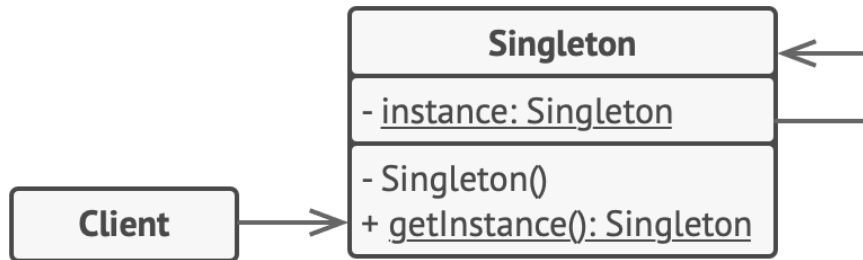 Singleton
- instance: Singleton
- Singleton()
+ getInstance(): Singleton
Client